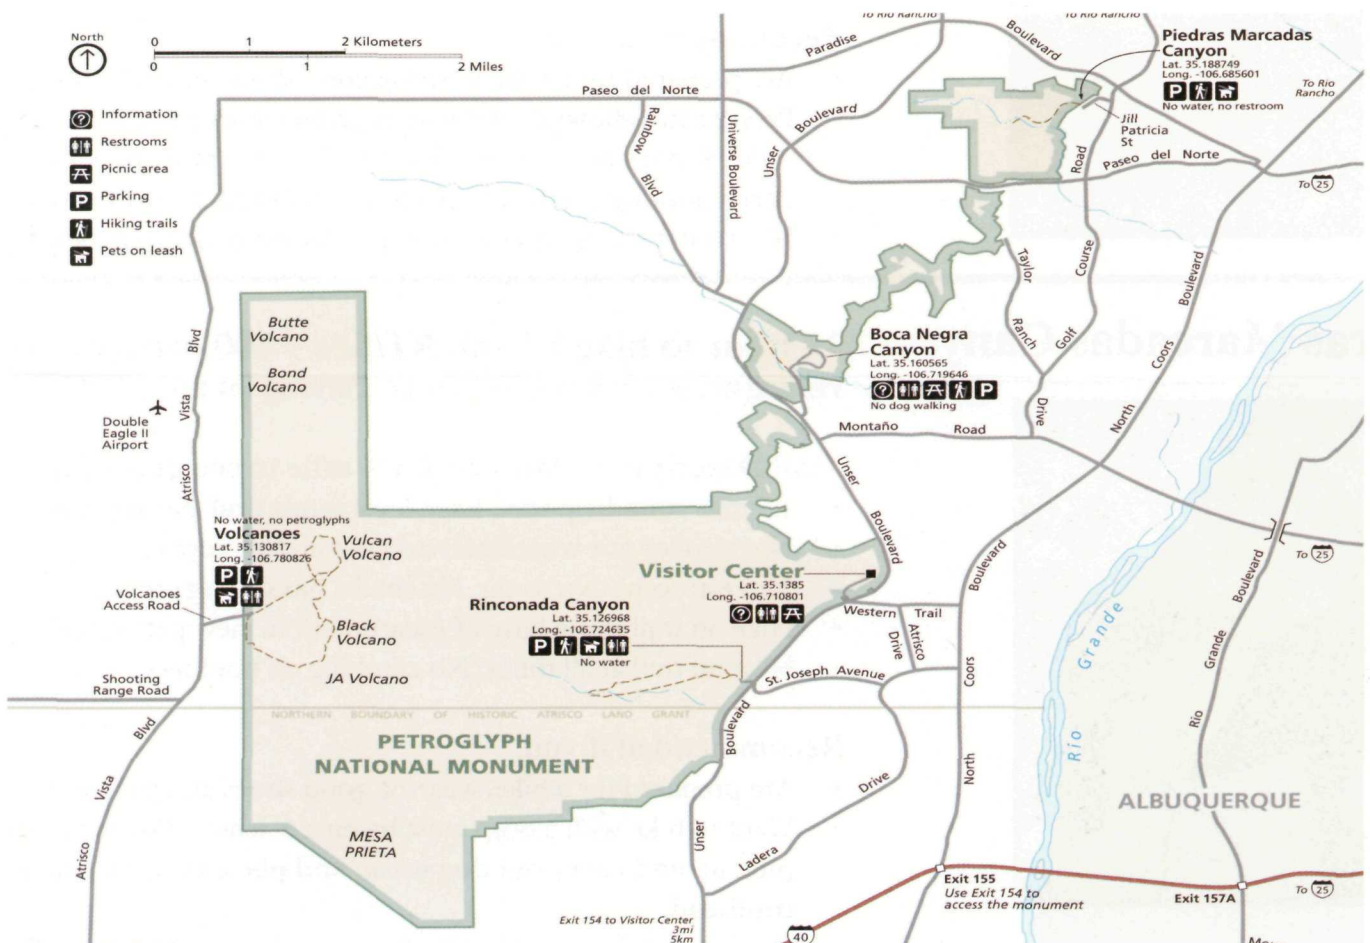 North
0 1 2 Kilometers
0 1 2 Miles
Information
Restrooms
Picnic area
P
Parking
Hiking trails
Pets on leash
To Rio Rancho
To Rio Rancho
Paradise
Boulevard
Piedras Marcadas
Canyon
Lat. 35.188749
Long. -106.685601
P
No water, no restroom
To Rio
Rancho
Paseo del Norte
Rainbow
Blvd
Universe Boulevard
Unser
Boulevard
Jill
Patricia
St
Road
Paseo del Norte
To 25
Taylor
Ranch
Drive
Course
Golf
Boulevard
Coors
North
Butte
Volcano
Bond
Volcano
Blvd
Vista
Atrisco
Double
Eagle II
Airport
Boca Negra
Canyon
Lat. 35.160565
Long. -106.719646
P
No dog walking
Montaño Road
Unser
Boulevard
No water, no petroglyphs
Volcanoes
Lat. 35.130817
Long. -106.780826
P
Vulcan
Volcano
Volcanoes
Access Road
Black
Volcano
JA Volcano
Visitor Center
Lat. 35.1385
Long. -106.710801
Rinconada Canyon
Lat. 35.126968
Long. -106.724635
P
No water
Western Trail
Atrisco
Drive
St. Joseph Avenue
Boulevard
Coors
North
To 25
Boulevard
Grande
Rio
Rio Grande
Shooting
Range Road
Blvd
Vista
Atrisco
NORTHERN BOUNDARY OF HISTORIC ATRISCO LAND GRANT
PETROGLYPH
NATIONAL MONUMENT
MESA
PRIETA
Boulevard
Unser
Ladera
Drive
ALBUQUERQUE
Exit 155
Use Exit 154 to
access the monument
Exit 157A
To 25
Exit 154 to Visitor Center
3mi
5km
40